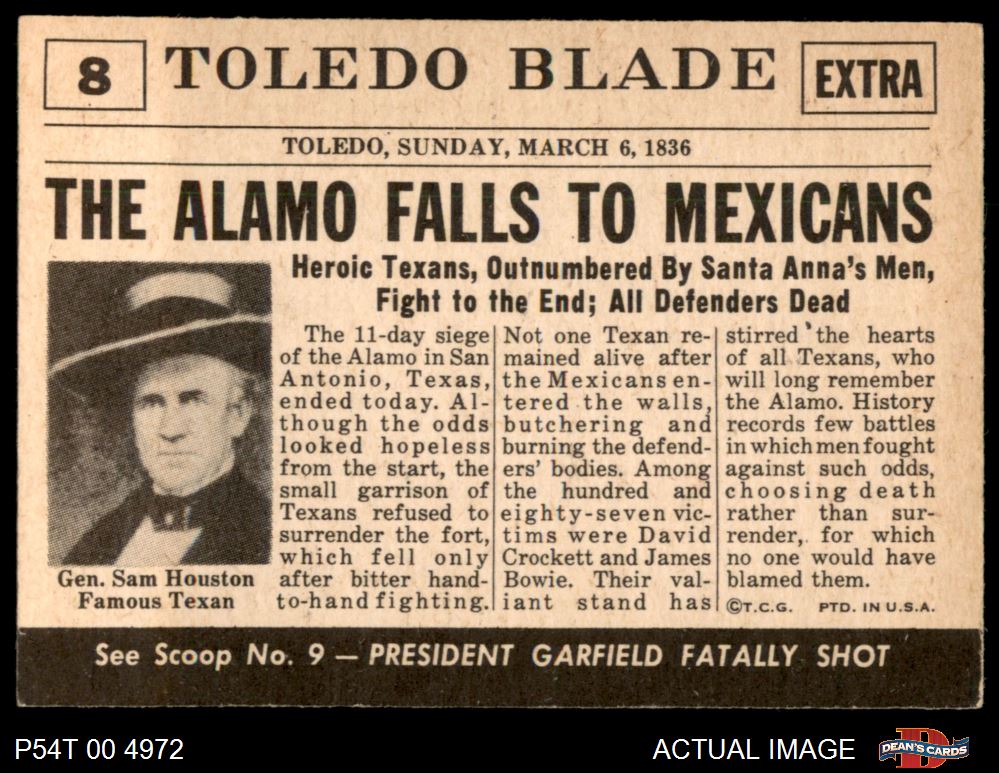 8 TOLEDO BLADE EXTRA
TOLEDO, SUNDAY, MARCH 6, 1836
THE ALAMO FALLS TO MEXICANS
Heroic Texans, Outnumbered By Santa Anna's Men,
Fight to the End; All Defenders Dead
The 11-day siege
of the Alamo in San
Antonio, Texas,
ended today. Al-
though the odds
looked hopeless
from the start, the
small garrison of
Texans refused to
surrender the fort,
which fell only
after bitter hand-
to-hand fighting.
Not one Texan re-
mained alive after
the Mexicans en-
tered the walls,
butchering and
burning the defend-
ers' bodies. Among
the hundred and
eighty-seven vic-
tims were David
Crockett and James
Bowie. Their val-
iant stand has
stirred the hearts
of all Texans, who
will long remember
the Alamo. History
records few battles
in which men fought
against such odds,
choosing death
rather than sur-
render, for which
no one would have
blamed them.
©T.C.G. PTD. IN U.S.A.
Gen. Sam Houston
Famous Texan
See Scoop No. 9 — PRESIDENT GARFIELD FATALLY SHOT
P54T 00 4972
ACTUAL IMAGE
DEAN'S CARDS